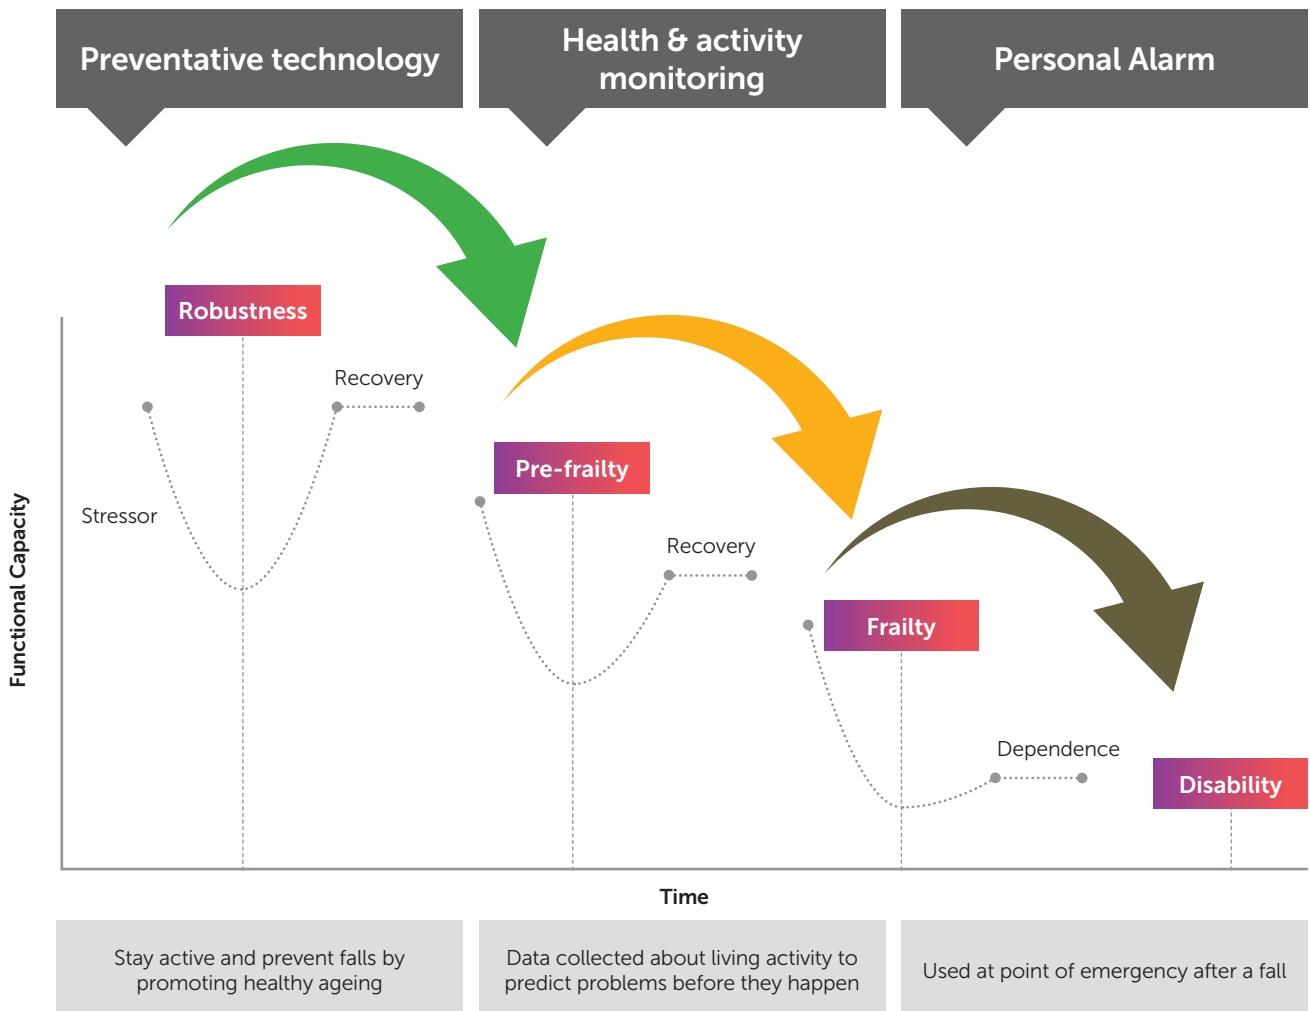 Preventative technology
Health & activity
monitoring
Personal Alarm
Robustness
Recovery
Stressor
Pre-frailty
Recovery
Frailty
Dependence
Disability
Functional Capacity
Time
Stay active and prevent falls by
promoting healthy ageing
Data collected about living activity to
predict problems before they happen
Used at point of emergency after a fall